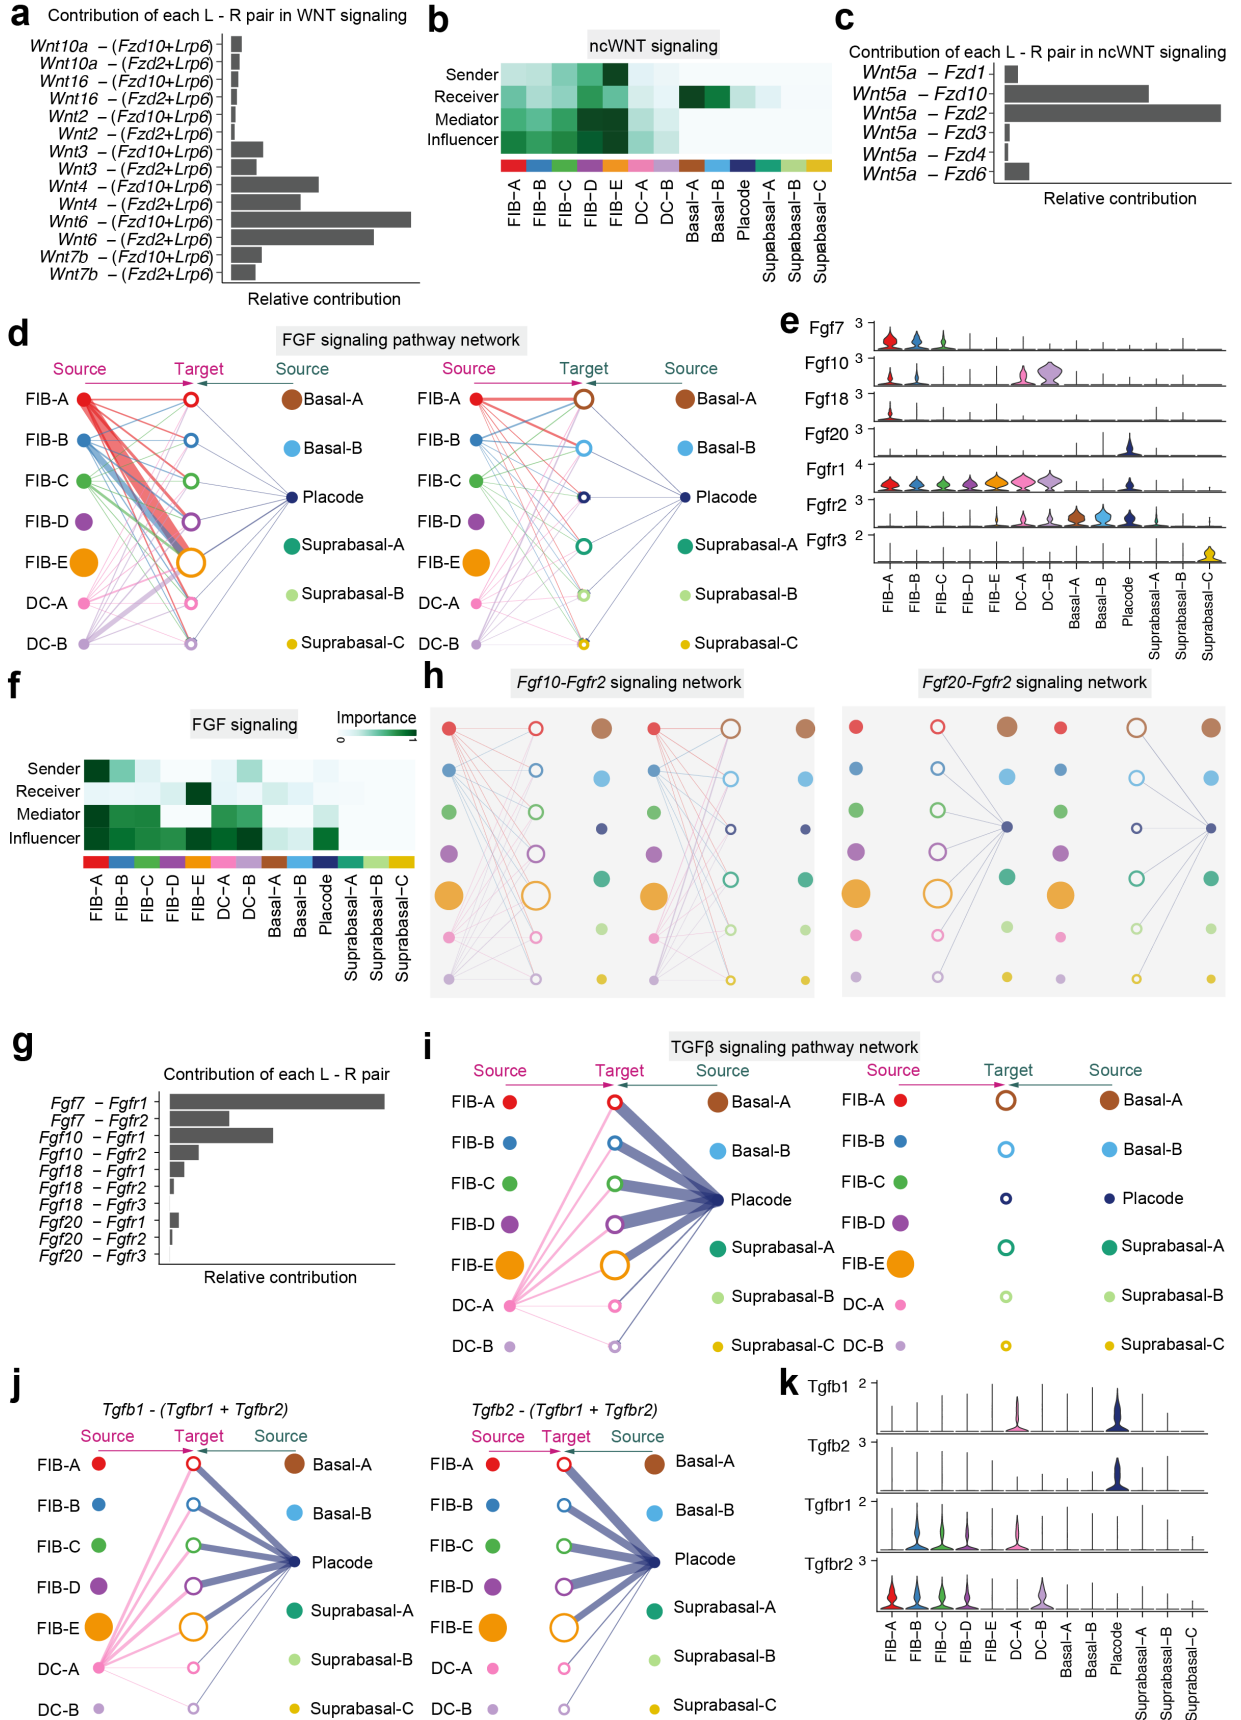 a
Contribution of each L - R pair in WNT signaling
Wnt10a – (Fzd10+Lrp6)
Wnt10a – (Fzd2+Lrp6)
Wnt16 – (Fzd10+Lrp6)
Wnt16 – (Fzd2+Lrp6)
Wnt2 – (Fzd10+Lrp6)
Wnt2 – (Fzd2+Lrp6)
Wnt3 – (Fzd10+Lrp6)
Wnt3 – (Fzd2+Lrp6)
Wnt4 – (Fzd10+Lrp6)
Wnt4 – (Fzd2+Lrp6)
Wnt6 – (Fzd10+Lrp6)
Wnt6 – (Fzd2+Lrp6)
Wnt7b – (Fzd10+Lrp6)
Wnt7b – (Fzd2+Lrp6)
Relative contribution
b
ncWNT signaling
Sender
Receiver
Mediator
Influencer
FIB–A
FIB–B
FIB–C
FIB–D
FIB–E
DC–A
DC–B
Basal–A
Basal–B
Placode
Suprabasal–A
Suprabasal–B
Suprabasal–C
c
Contribution of each L - R pair in ncWNT signaling
Wnt5a – Fzd1
Wnt5a – Fzd10
Wnt5a – Fzd2
Wnt5a – Fzd3
Wnt5a – Fzd4
Wnt5a – Fzd6
Relative contribution
d
FGF signaling pathway network
Source Target Source
FIB-A
FIB-B
FIB-C
FIB-D
FIB-E
DC-A
DC-B
Basal-A
Basal-B
Placode
Suprabasal-A
Suprabasal-B
Suprabasal-C
Source Target Source
FIB-A
FIB-B
FIB-C
FIB-D
FIB-E
DC-A
DC-B
Basal-A
Basal-B
Placode
Suprabasal-A
Suprabasal-B
Suprabasal-C
e
Fgf7 3
Fgf10 3
Fgf18 3
Fgf20 3
Fgfr1 4
Fgfr2 3
Fgfr3 2
FIB–A
FIB–B
FIB–C
FIB–D
FIB–E
DC–A
DC–B
Basal–A
Basal–B
Placode
Suprabasal–A
Suprabasal–B
Suprabasal–C
f
FGF signaling
Importance
0 1
Sender
Receiver
Mediator
Influencer
FIB–A
FIB–B
FIB–C
FIB–D
FIB–E
DC–A
DC–B
Basal–A
Basal–B
Placode
Suprabasal–A
Suprabasal–B
Suprabasal–C
h
Fgf10-Fgfr2 signaling network
Fgf20-Fgfr2 signaling network
g
Contribution of each L - R pair
Fgf7 – Fgfr1
Fgf7 – Fgfr2
Fgf10 – Fgfr1
Fgf10 – Fgfr2
Fgf18 – Fgfr1
Fgf18 – Fgfr2
Fgf18 – Fgfr3
Fgf20 – Fgfr1
Fgf20 – Fgfr2
Fgf20 – Fgfr3
Relative contribution
i
TGFβ signaling pathway network
Source Target Source
FIB-A
FIB-B
FIB-C
FIB-D
FIB-E
DC-A
DC-B
Basal-A
Basal-B
Placode
Suprabasal-A
Suprabasal-B
Suprabasal-C
Source Target Source
FIB-A
FIB-B
FIB-C
FIB-D
FIB-E
DC-A
DC-B
Basal-A
Basal-B
Placode
Suprabasal-A
Suprabasal-B
Suprabasal-C
j
Tgfb1 - (Tgfbr1 + Tgfbr2)
Source Target Source
FIB-A
FIB-B
FIB-C
FIB-D
FIB-E
DC-A
DC-B
Basal-A
Basal-B
Placode
Suprabasal-A
Suprabasal-B
Suprabasal-C
Tgfb2 - (Tgfbr1 + Tgfbr2)
Source Target Source
FIB-A
FIB-B
FIB-C
FIB-D
FIB-E
DC-A
DC-B
Basal-A
Basal-B
Placode
Suprabasal-A
Suprabasal-B
Suprabasal-C
k
Tgfb1 2
Tgfb2 3
Tgfbr1 2
Tgfbr2 3
FIB–A
FIB–B
FIB–C
FIB–D
FIB–E
DC–A
DC–B
Basal–A
Basal–B
Placode
Suprabasal–A
Suprabasal–B
Suprabasal–C